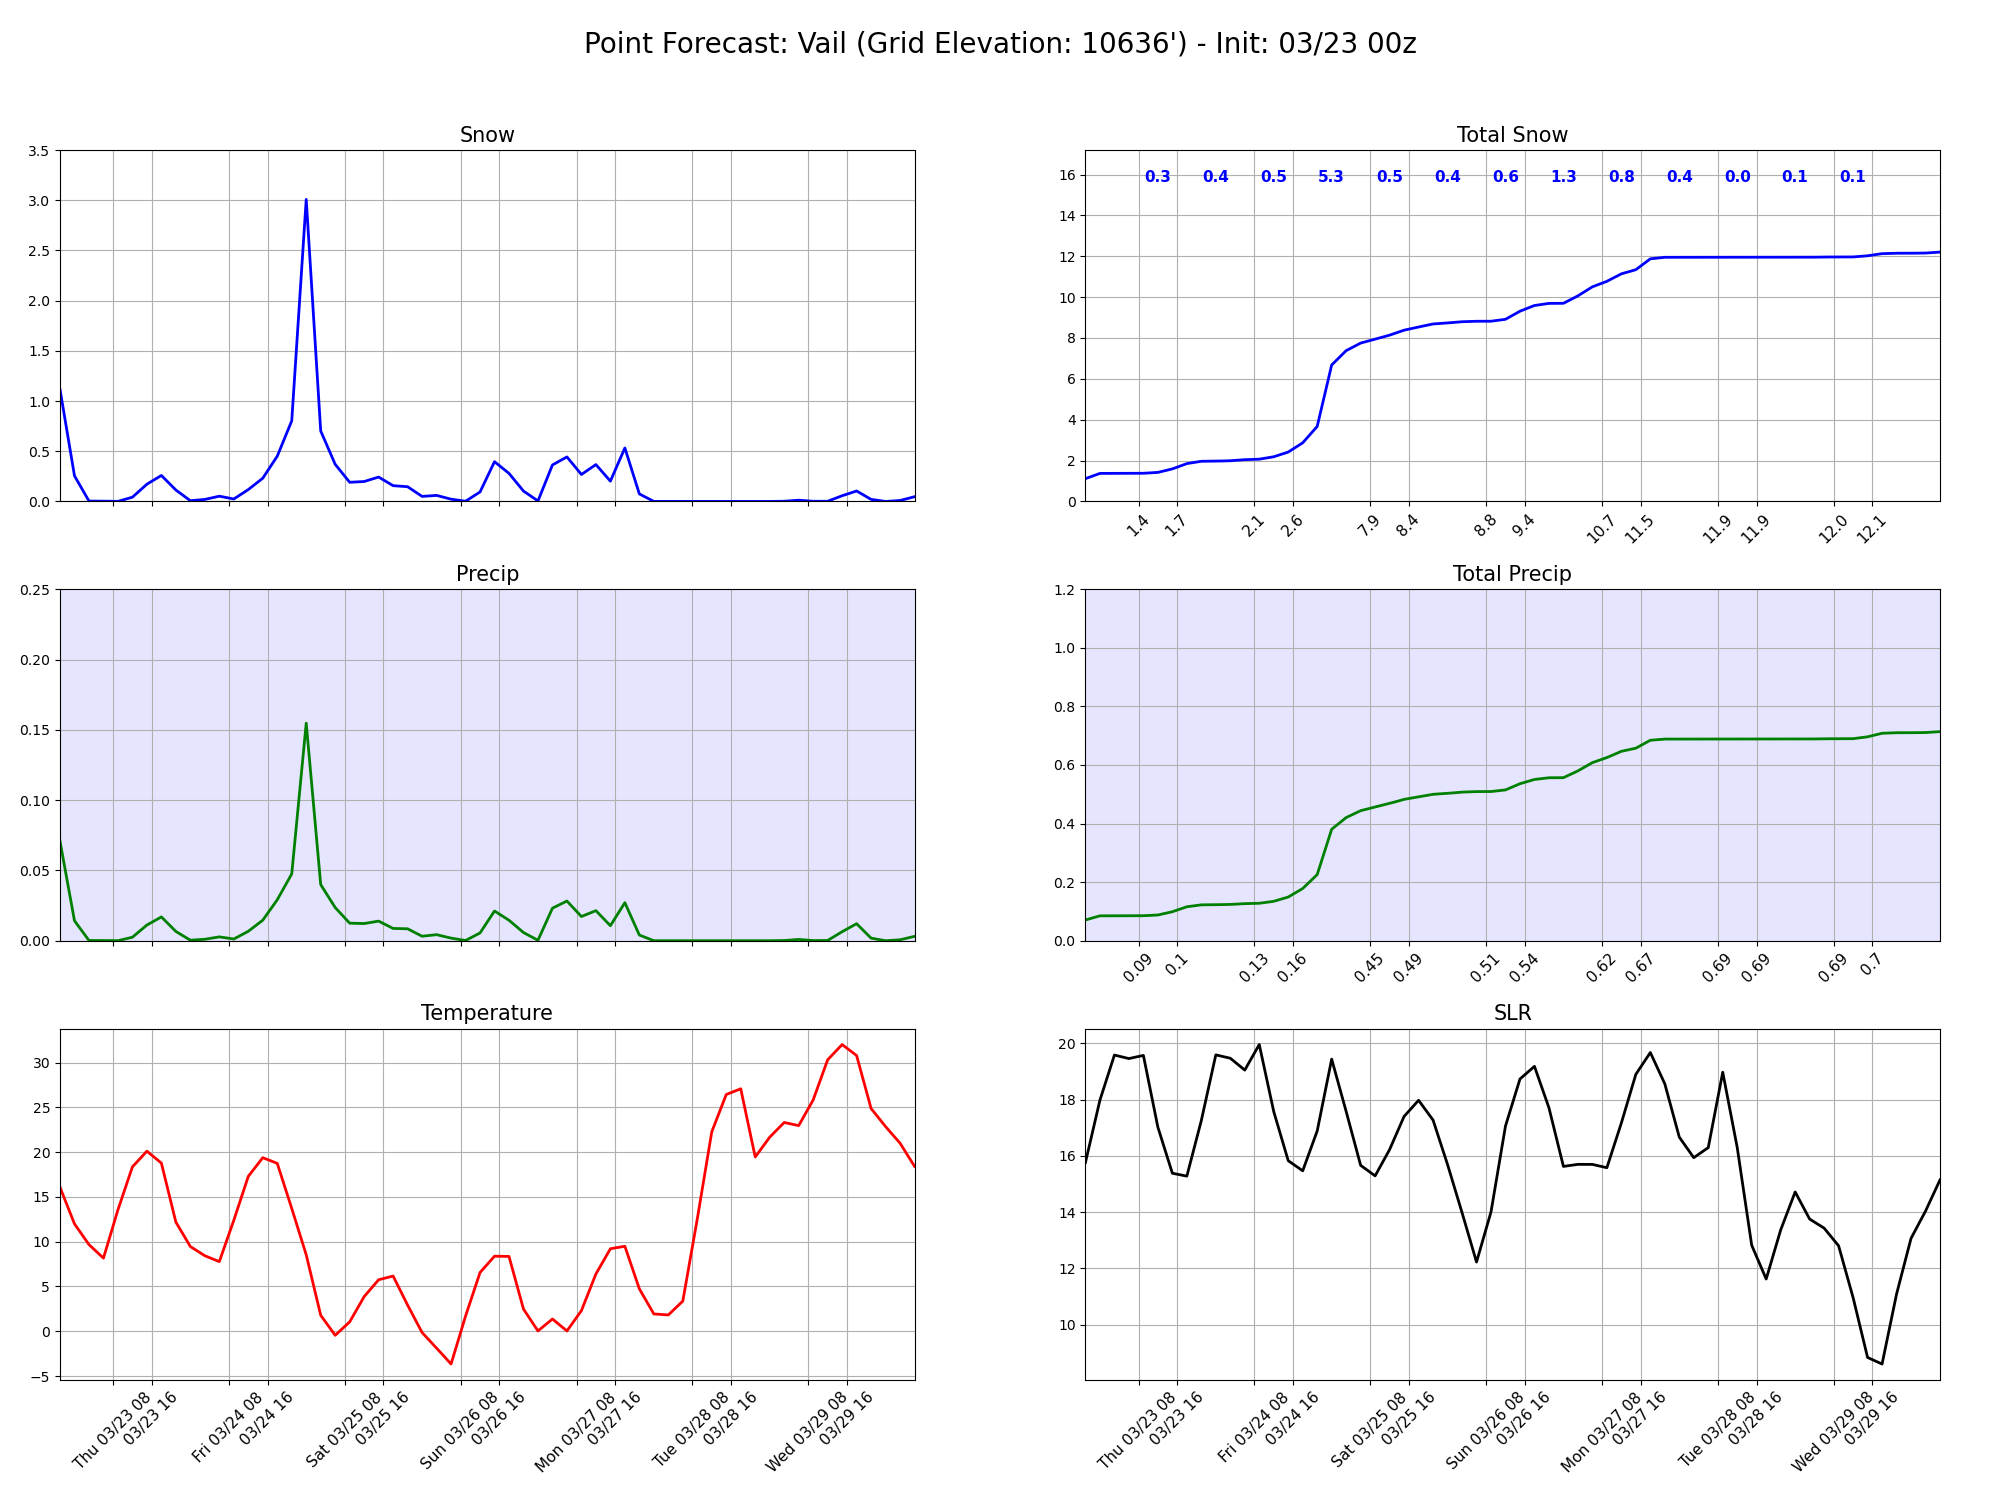 Point Forecast: Vail (Grid Elevation: 10636') - Init: 03/23 00z
Snow
3.5
3.0
2.5
2.0
1.5
1.0
0.5
0.0
Total Snow
16
14
12
10
8
6
4
2
0
0.3 0.4 0.5 5.3 0.5 0.4 0.6 1.3 0.8 0.4 0.0 0.1 0.1
1.4 1.7 2.1 2.6 7.9 8.4 8.8 9.4 10.7 11.5 11.9 11.9 12.0 12.1
Precip
0.25
0.20
0.15
0.10
0.05
0.00
Total Precip
1.2
1.0
0.8
0.6
0.4
0.2
0.0
0.09 0.1 0.13 0.16 0.45 0.49 0.51 0.54 0.62 0.67 0.69 0.69 0.69 0.7
Temperature
30
25
20
15
10
5
0
−5
Thu 03/23 08
03/23 16
Fri 03/24 08
03/24 16
Sat 03/25 08
03/25 16
Sun 03/26 08
03/26 16
Mon 03/27 08
03/27 16
Tue 03/28 08
03/28 16
Wed 03/29 08
03/29 16
SLR
20
18
16
14
12
10
Thu 03/23 08
03/23 16
Fri 03/24 08
03/24 16
Sat 03/25 08
03/25 16
Sun 03/26 08
03/26 16
Mon 03/27 08
03/27 16
Tue 03/28 08
03/28 16
Wed 03/29 08
03/29 16